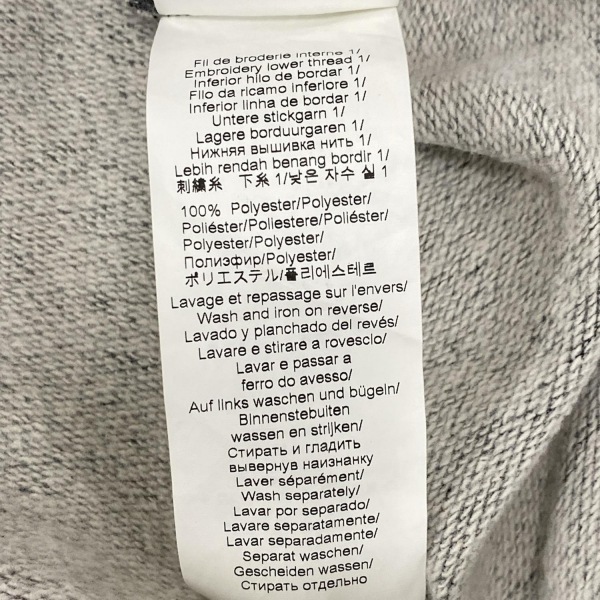 Fil de broderie interne 1/
Embroidery lower thread 1/
Inferior hilo de bordar 1/
Filo da ricamo inferiore 1/
Inferior linha de bordar 1/
Untere stickgarn 1/
Lagere borduurgaren 1/
Нижняя вышивка нить 1/
Lebih rendah benang bordir 1/
刺繍糸 下糸 1/낮은 자수 실 1
100% Polyester/Polyester/
Poliéster/Poliestere/Poliéster/
Polyester/Polyester/
Полиэфир/Polyester/
ポリエステル/폴리에스테르
Lavage et repassage sur l'envers/
Wash and iron on reverse/
Lavado y planchado del revés/
Lavare e stirare a rovescio/
Lavar e passar a
ferro do avesso/
Auf links waschen und bügeln/
Binnenstebuiten
wassen en strijken/
Стирать и гладить
вывернув наизнанку
Laver séparément/
Wash separately/
Lavar por separado/
Lavare separatamente/
Lavar separadamante/
Separat waschen/
Gescheiden wassen/
Стирать отдельно